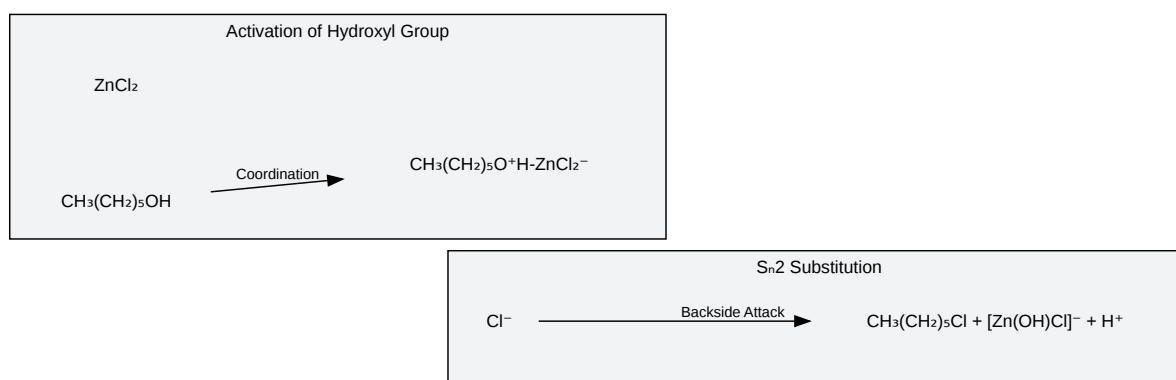 Activation of Hydroxyl Group
ZnCl₂
CH₃(CH₂)₅OH
Coordination
CH₃(CH₂)₅O⁺H-ZnCl₂⁻
Sₙ2 Substitution
Cl⁻
Backside Attack
CH₃(CH₂)₅Cl + [Zn(OH)Cl]⁻ + H⁺